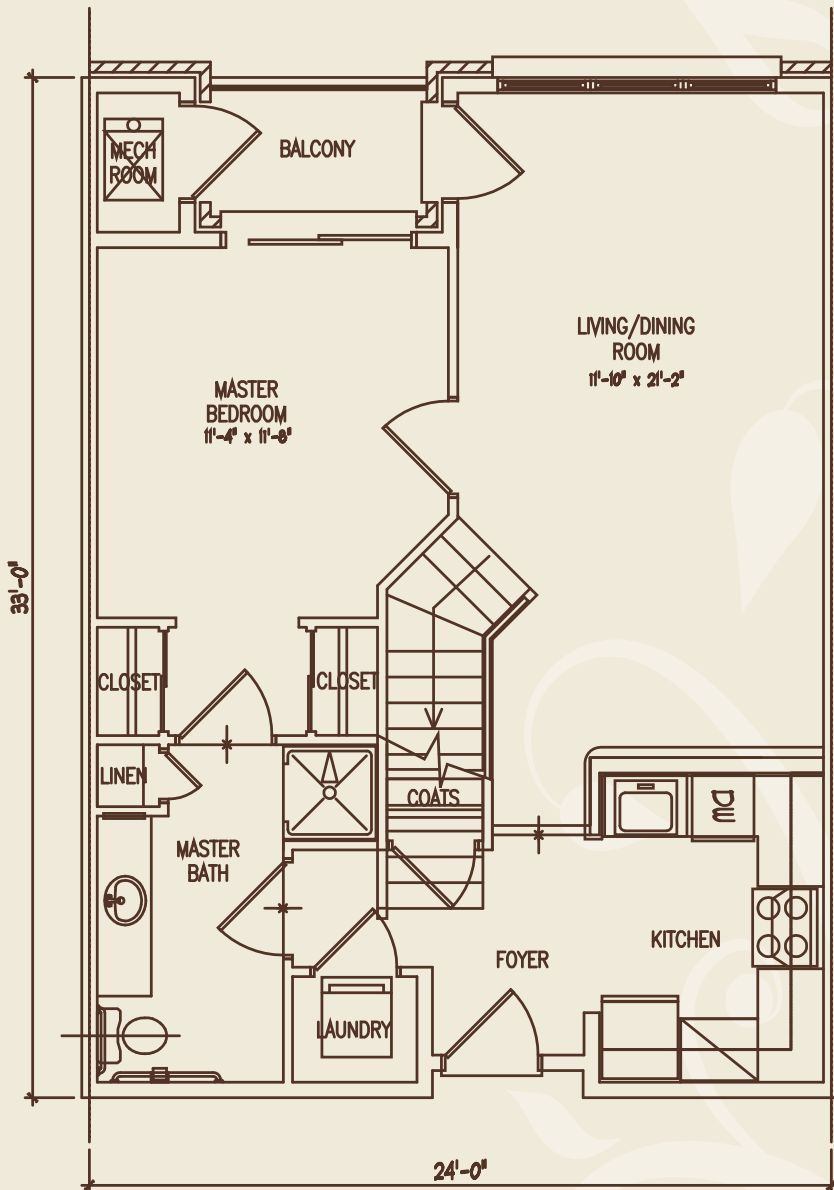 MECH
ROOM
BALCONY
LIVING/DINING
ROOM
11'-10" x 21'-2"
MASTER
BEDROOM
11'-4" x 11'-8"
33'-0"
CLOSET
CLOSET
LINEN
COATS
DW
MASTER
BATH
KITCHEN
FOYER
LAUNDRY
24'-0"